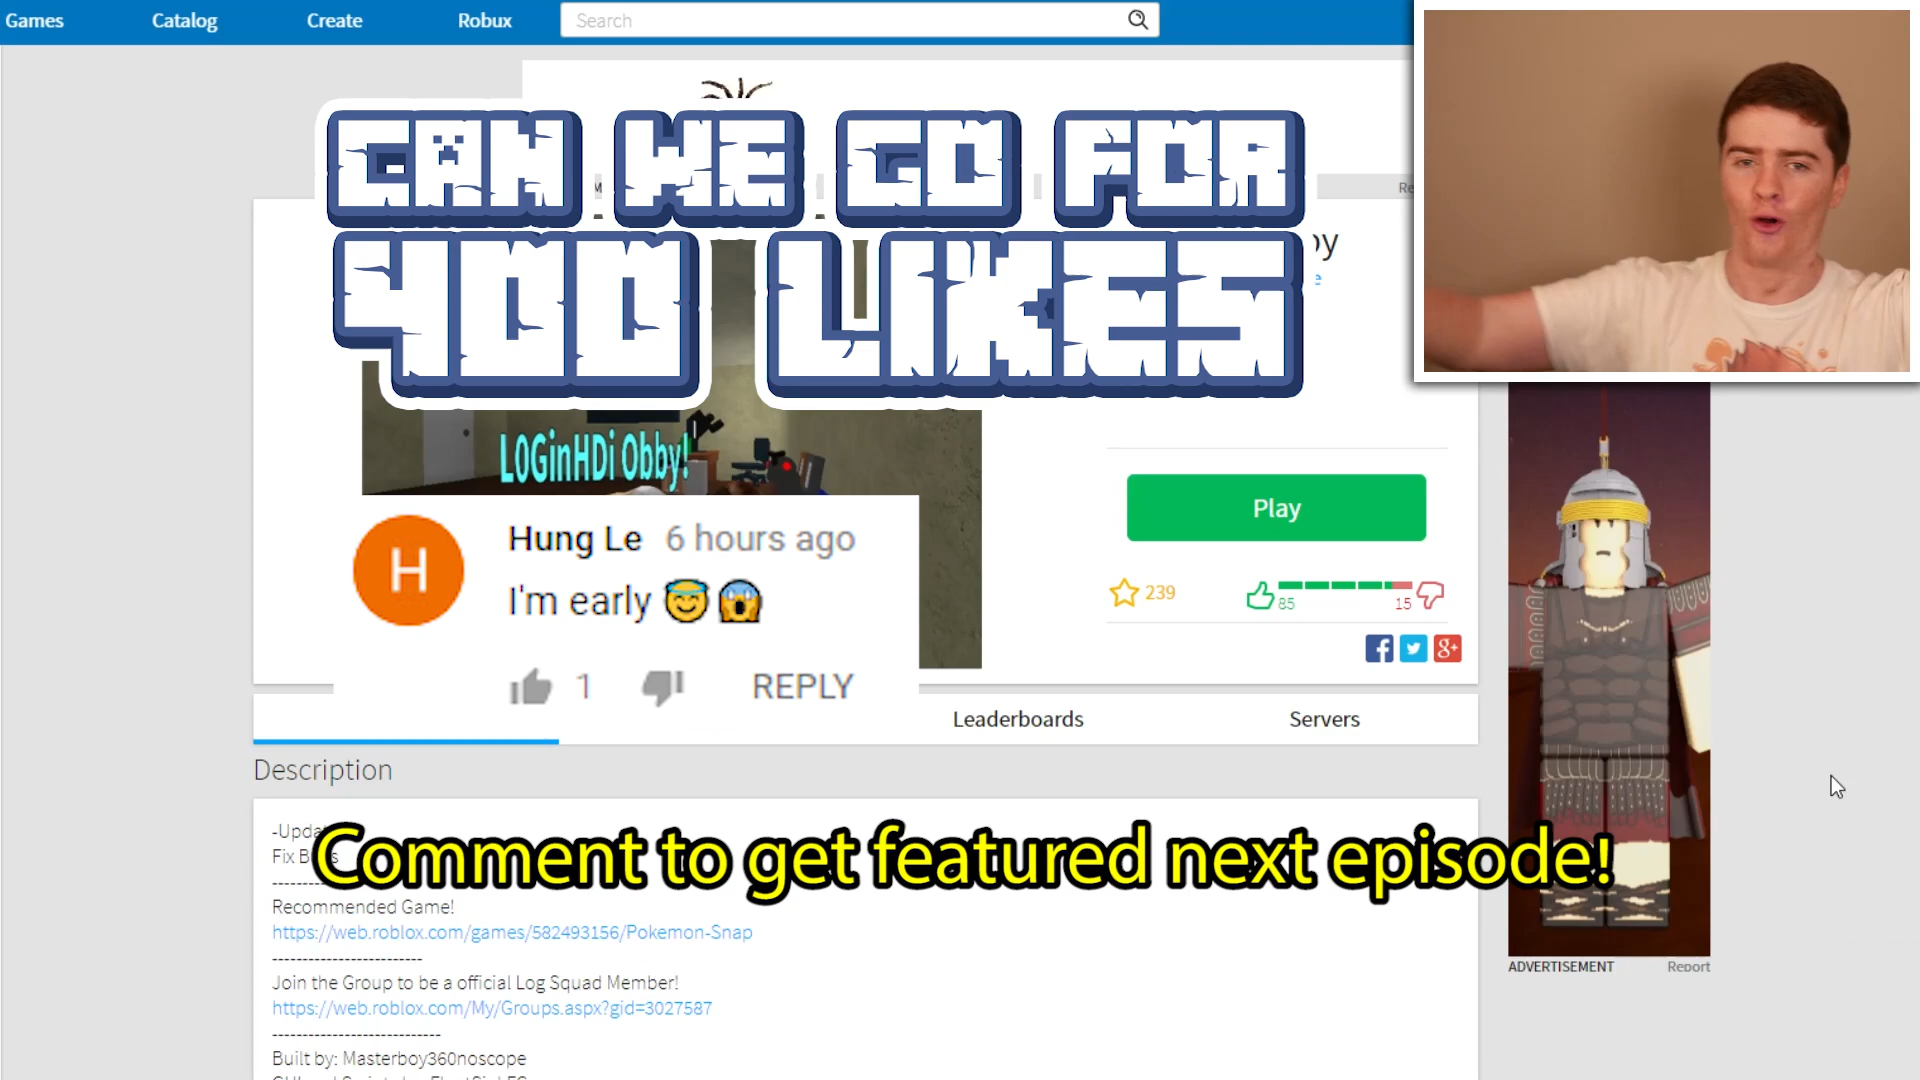 Games Catalog Create Robux Search
CAN WE GO FOR
400 LIKES
L0GinHDi Obby!
Hung Le 6 hours ago
I'm early 😇😱
1 REPLY
Play
239
85 15
Leaderboards Servers
Description
Comment to get featured next episode!
Recommended Game!
https://web.roblox.com/games/582493156/Pokemon-Snap
-------------------------
Join the Group to be a official Log Squad Member!
https://web.roblox.com/My/Groups.aspx?gid=3027587
----------------------------
Built by: Masterboy360noscope
ADVERTISEMENT Report